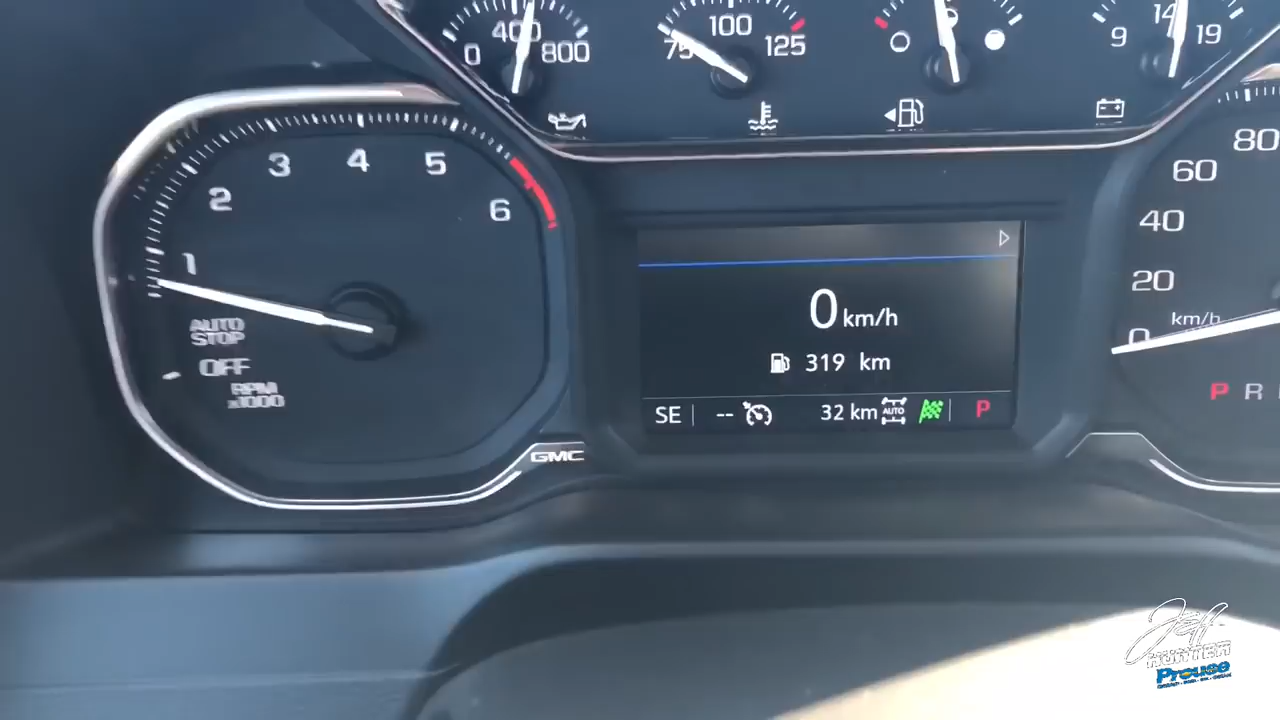 0 400 800
75 100 125
9 14 19
1 2 3 4 5 6
AUTO
STOP
OFF
RPM
x1000
GMC
0 km/h
319 km
SE -- 32 km AUTO P
0 20 40 60 80
km/h
P R
Jeff
HUNTER
Prouse